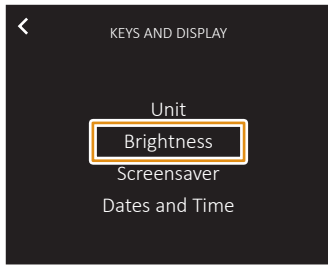 KEYS AND DISPLAY
Unit
Brightness
Screensaver
Dates and Time